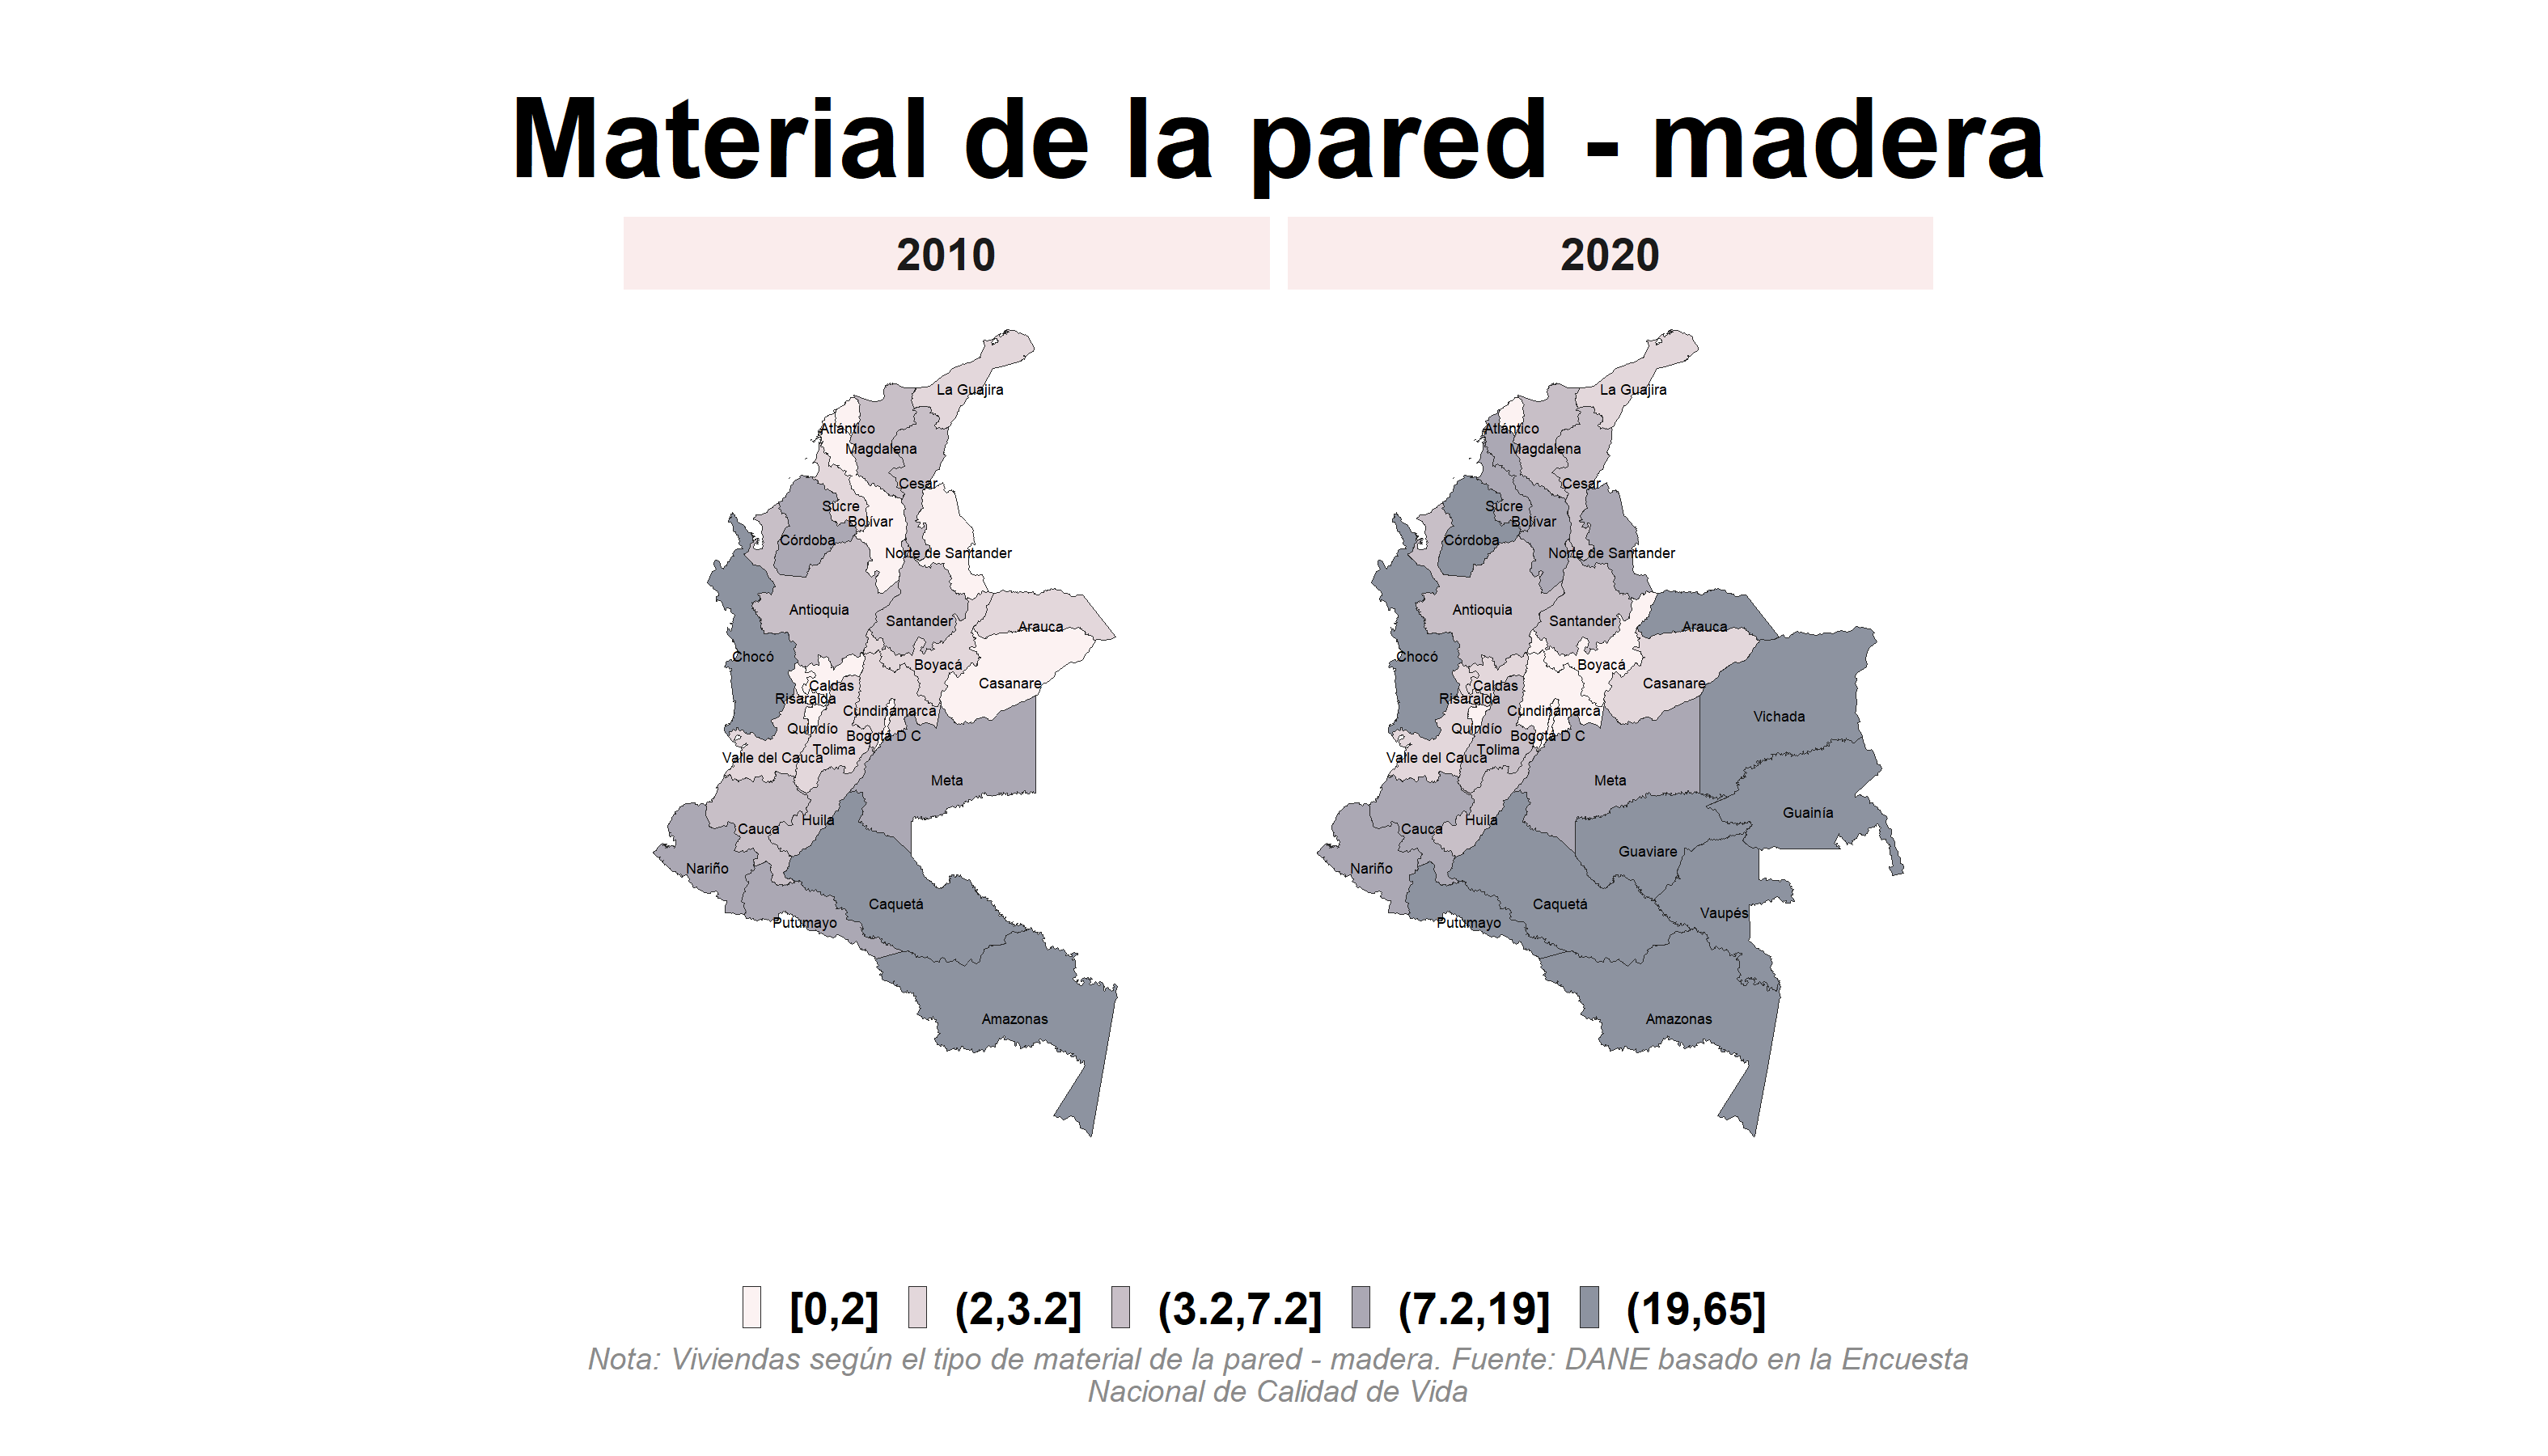 Material de la pared - madera
2010
2020
La Guajira
Atlántico
Magdalena
Cesar
Sucre
Bolívar
Córdoba
Norte de Santander
Antioquia
Santander
Arauca
Chocó
Boyacá
Caldas
Casanare
Risaralda
Cundinamarca
Quindío
Bogotá D C
Tolima
Valle del Cauca
Meta
Huila
Cauca
Nariño
Caquetá
Putumayo
Amazonas
La Guajira
Atlántico
Magdalena
Cesar
Sucre
Bolívar
Córdoba
Norte de Santander
Antioquia
Santander
Arauca
Chocó
Boyacá
Caldas
Casanare
Risaralda
Cundinamarca
Vichada
Quindío
Bogotá D C
Tolima
Valle del Cauca
Meta
Guainía
Huila
Cauca
Guaviare
Nariño
Caquetá
Vaupés
Putumayo
Amazonas
[0,2] (2,3.2] (3.2,7.2] (7.2,19] (19,65]
Nota: Viviendas según el tipo de material de la pared - madera. Fuente: DANE basado en la Encuesta
Nacional de Calidad de Vida